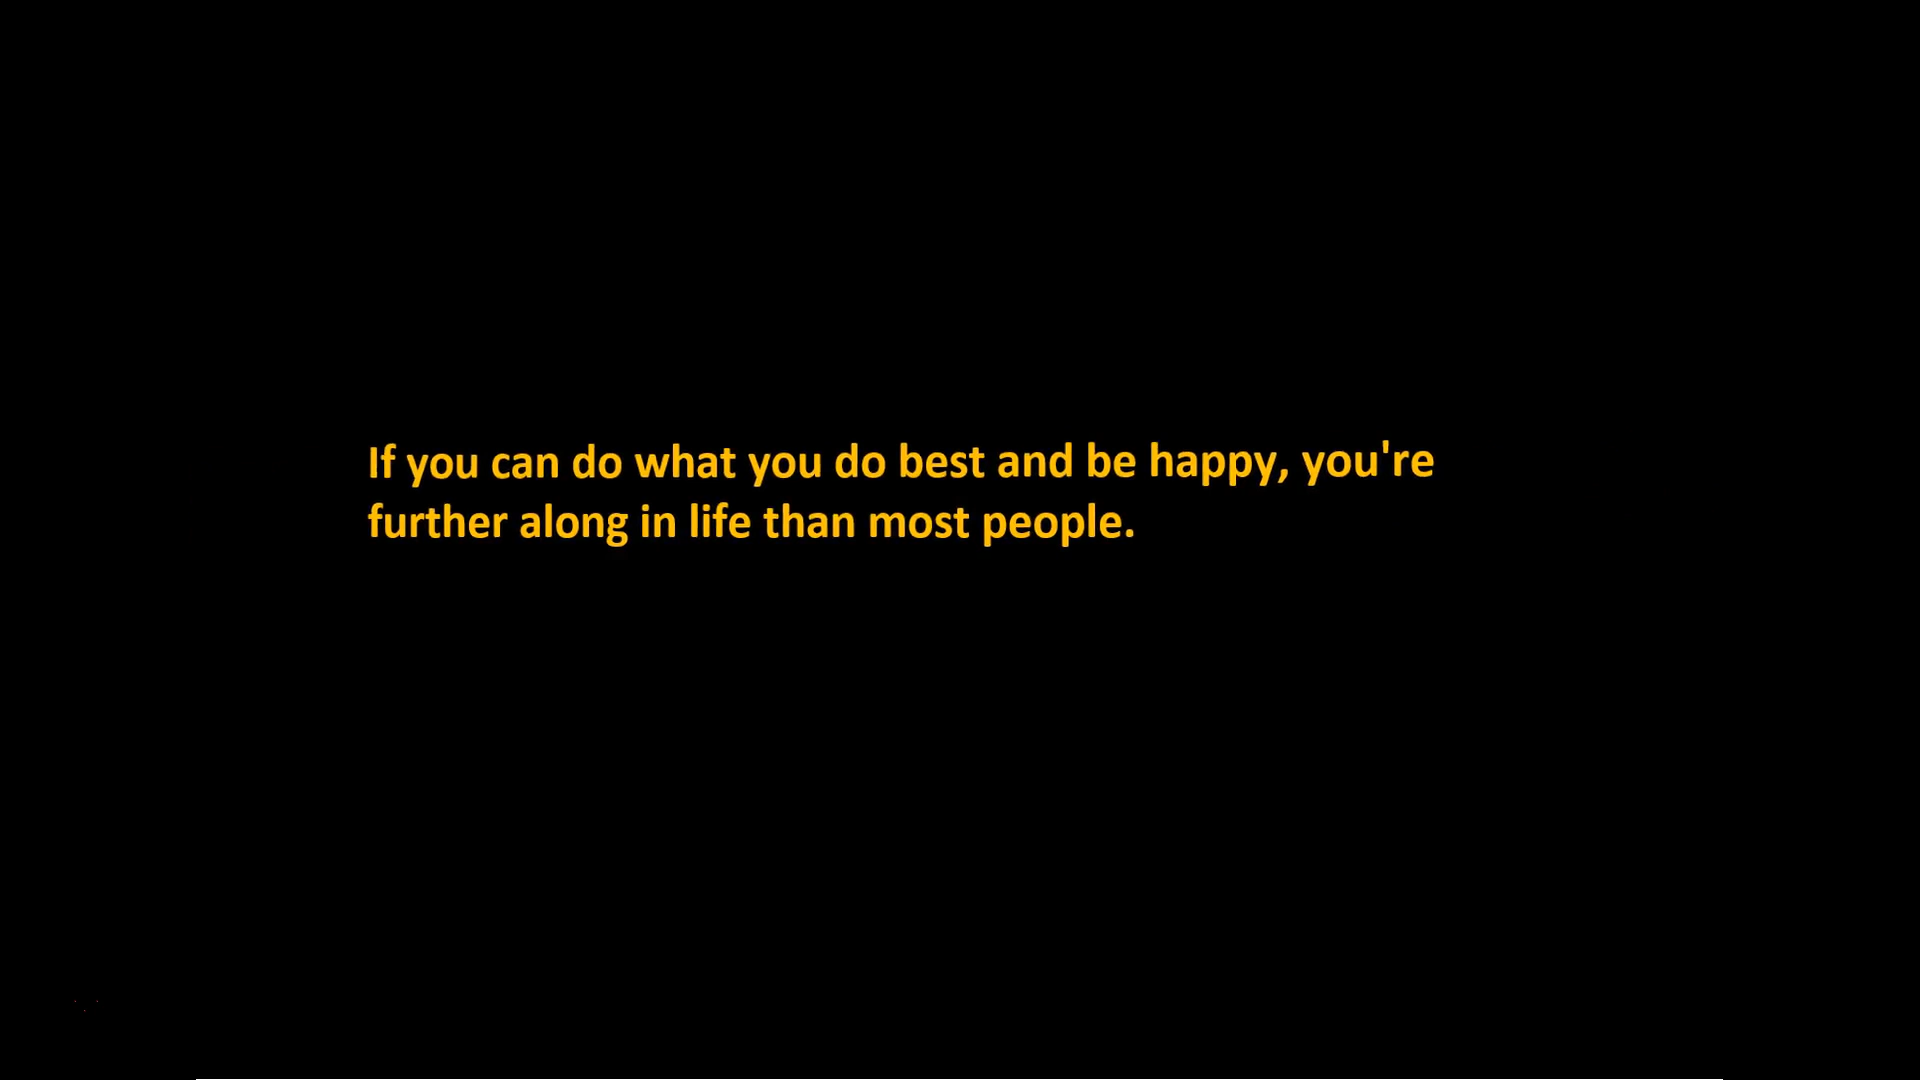 If you can do what you do best and be happy, you're
further along in life than most people.